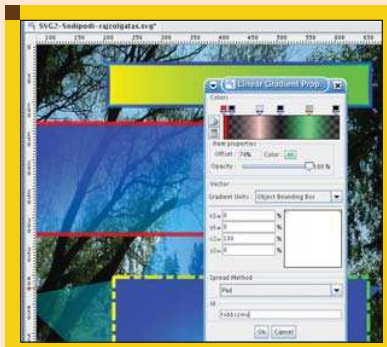 SVG2-Sodipodi-rajzolgatas.svg*
100 150 200 250 300 350 400 450 500 550 600 650
Linear Gradient Prop...
Colors
Item properties
Offset: 74% Color:
Opacity:
Vector
Gradient Units: Object Bounding Box
x1= 0 %
y1= 0 %
x2= 100 %
y2= 0 %
Spread Method
Pad
Id
Ok Cancel